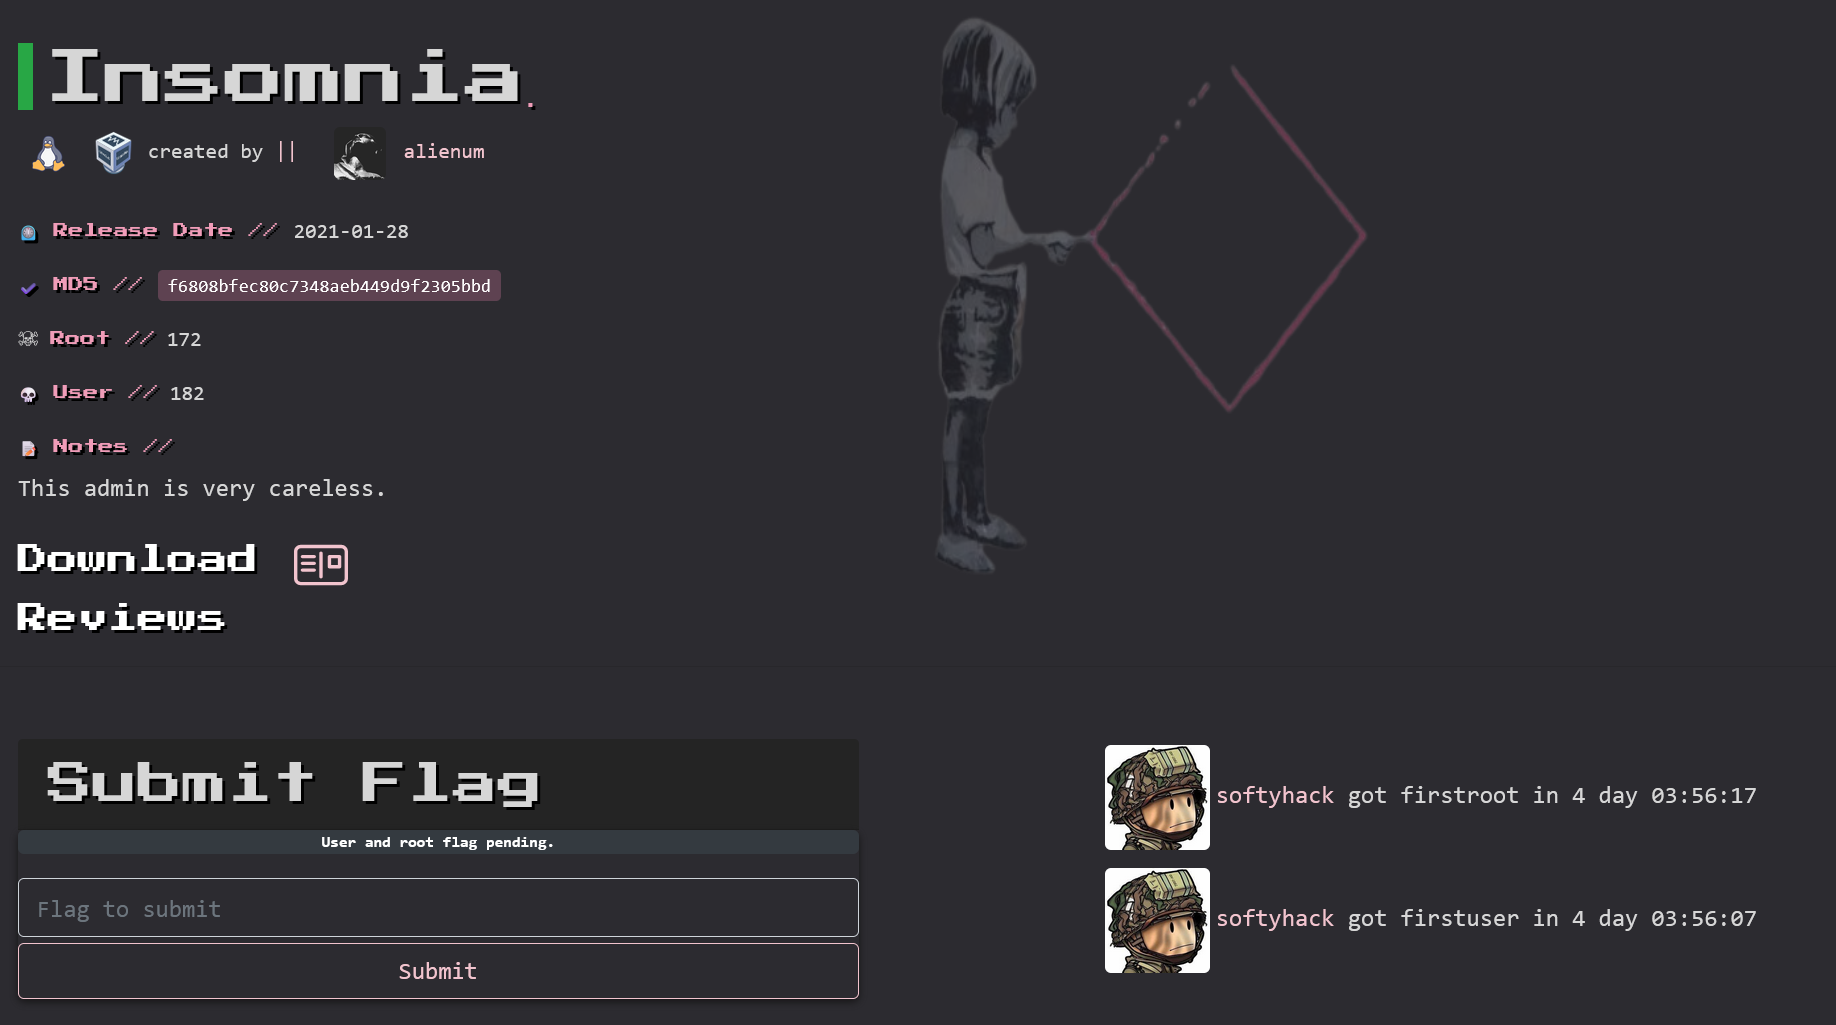 Insomnia.
created by || alienum
Release Date // 2021-01-28
MD5 // f6808bfec80c7348aeb449d9f2305bbd
Root // 172
User // 182
Notes //
This admin is very careless.
Download
Reviews
Submit Flag
User and root flag pending.
Flag to submit
Submit
softyhack got firstroot in 4 day 03:56:17
softyhack got firstuser in 4 day 03:56:07